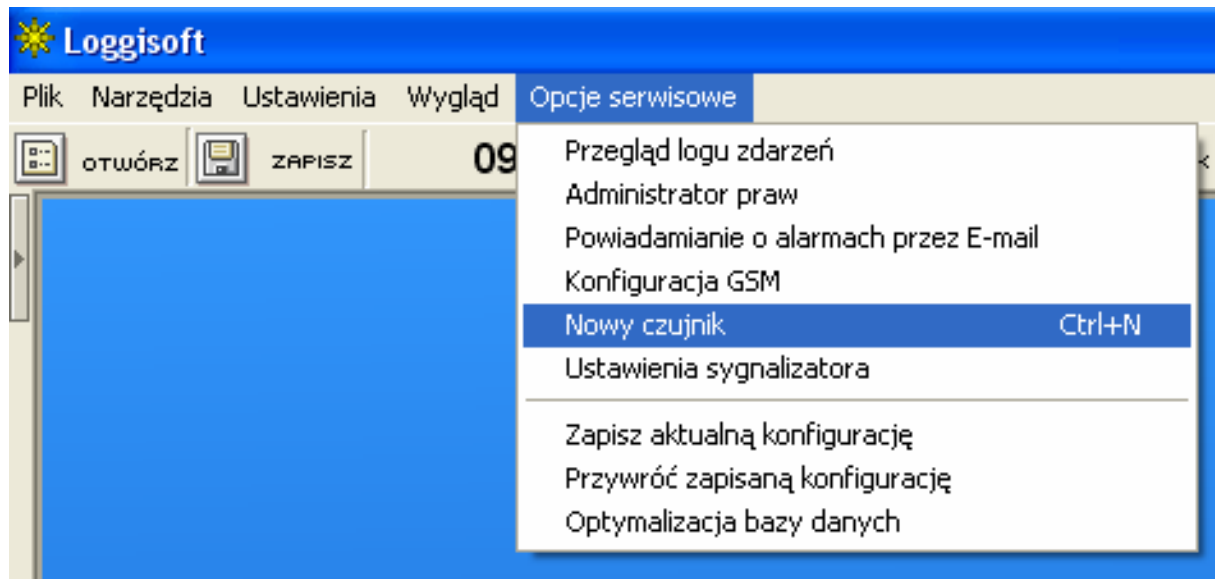 Loggisoft
Plik Narzędzia Ustawienia Wygląd Opcje serwisowe
OTWÓRZ ZAPISZ 09
Przegląd logu zdarzeń
Administrator praw
Powiadamianie o alarmach przez E-mail
Konfiguracja GSM
Nowy czujnik Ctrl+N
Ustawienia sygnalizatora
Zapisz aktualną konfigurację
Przywróć zapisaną konfigurację
Optymalizacja bazy danych